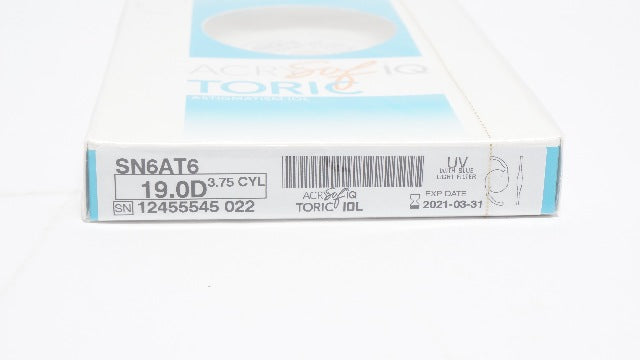 ACRYSof IQ
TORIC
ASTIGMATISM IOL
SN6AT6
19.0D 3.75 CYL
SN 12455545 022
ACRYSof IQ
TORIC IOL
UV
WITH BLUE
LIGHT FILTER
EXP DATE
2021-03-31